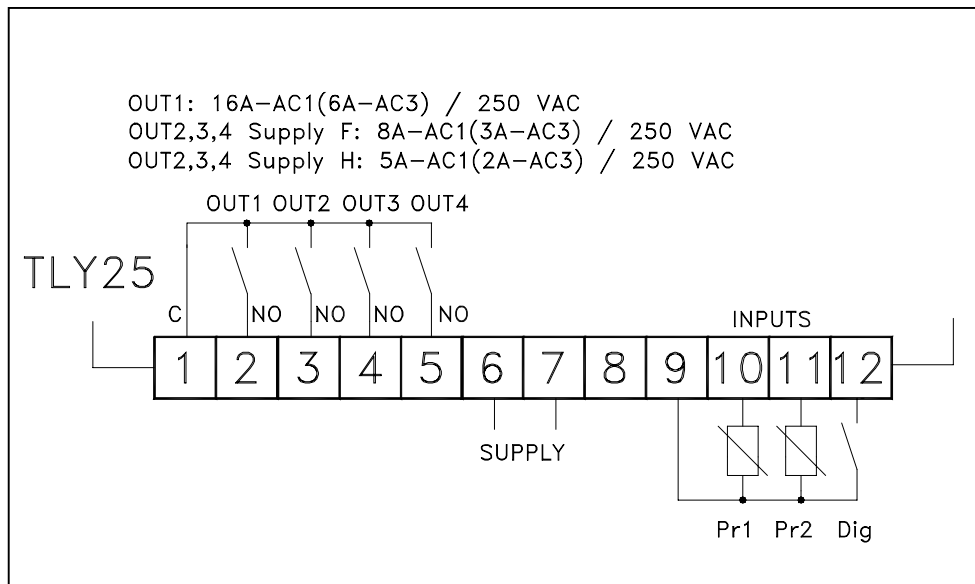 OUT1: 16A-AC1(6A-AC3) / 250 VAC
OUT2,3,4 Supply F: 8A-AC1(3A-AC3) / 250 VAC
OUT2,3,4 Supply H: 5A-AC1(2A-AC3) / 250 VAC
OUT1 OUT2 OUT3 OUT4
TLY25
C NO NO NO NO
INPUTS
1 2 3 4 5 6 7 8 9 10 11 12
SUPPLY
Pr1 Pr2 Dig